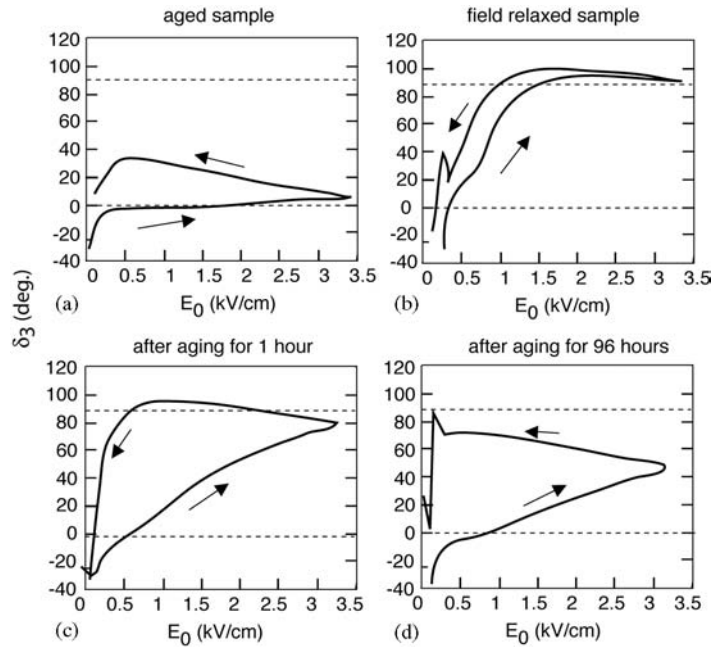 aged sample
field relaxed sample
120
100
80
60
40
20
0
-20
-40
0 0.5 1 1.5 2 2.5 3 3.5
(a) E0 (kV/cm)
120
100
80
60
40
20
0
-20
-40
0 0.5 1 1.5 2 2.5 3 3.5
(b) E0 (kV/cm)
δ3 (deg.)
after aging for 1 hour
after aging for 96 hours
120
100
80
60
40
20
0
-20
-40
0 0.5 1 1.5 2 2.5 3 3.5
(c) E0 (kV/cm)
120
100
80
60
40
20
0
-20
-40
0 0.5 1 1.5 2 2.5 3 3.5
(d) E0 (kV/cm)